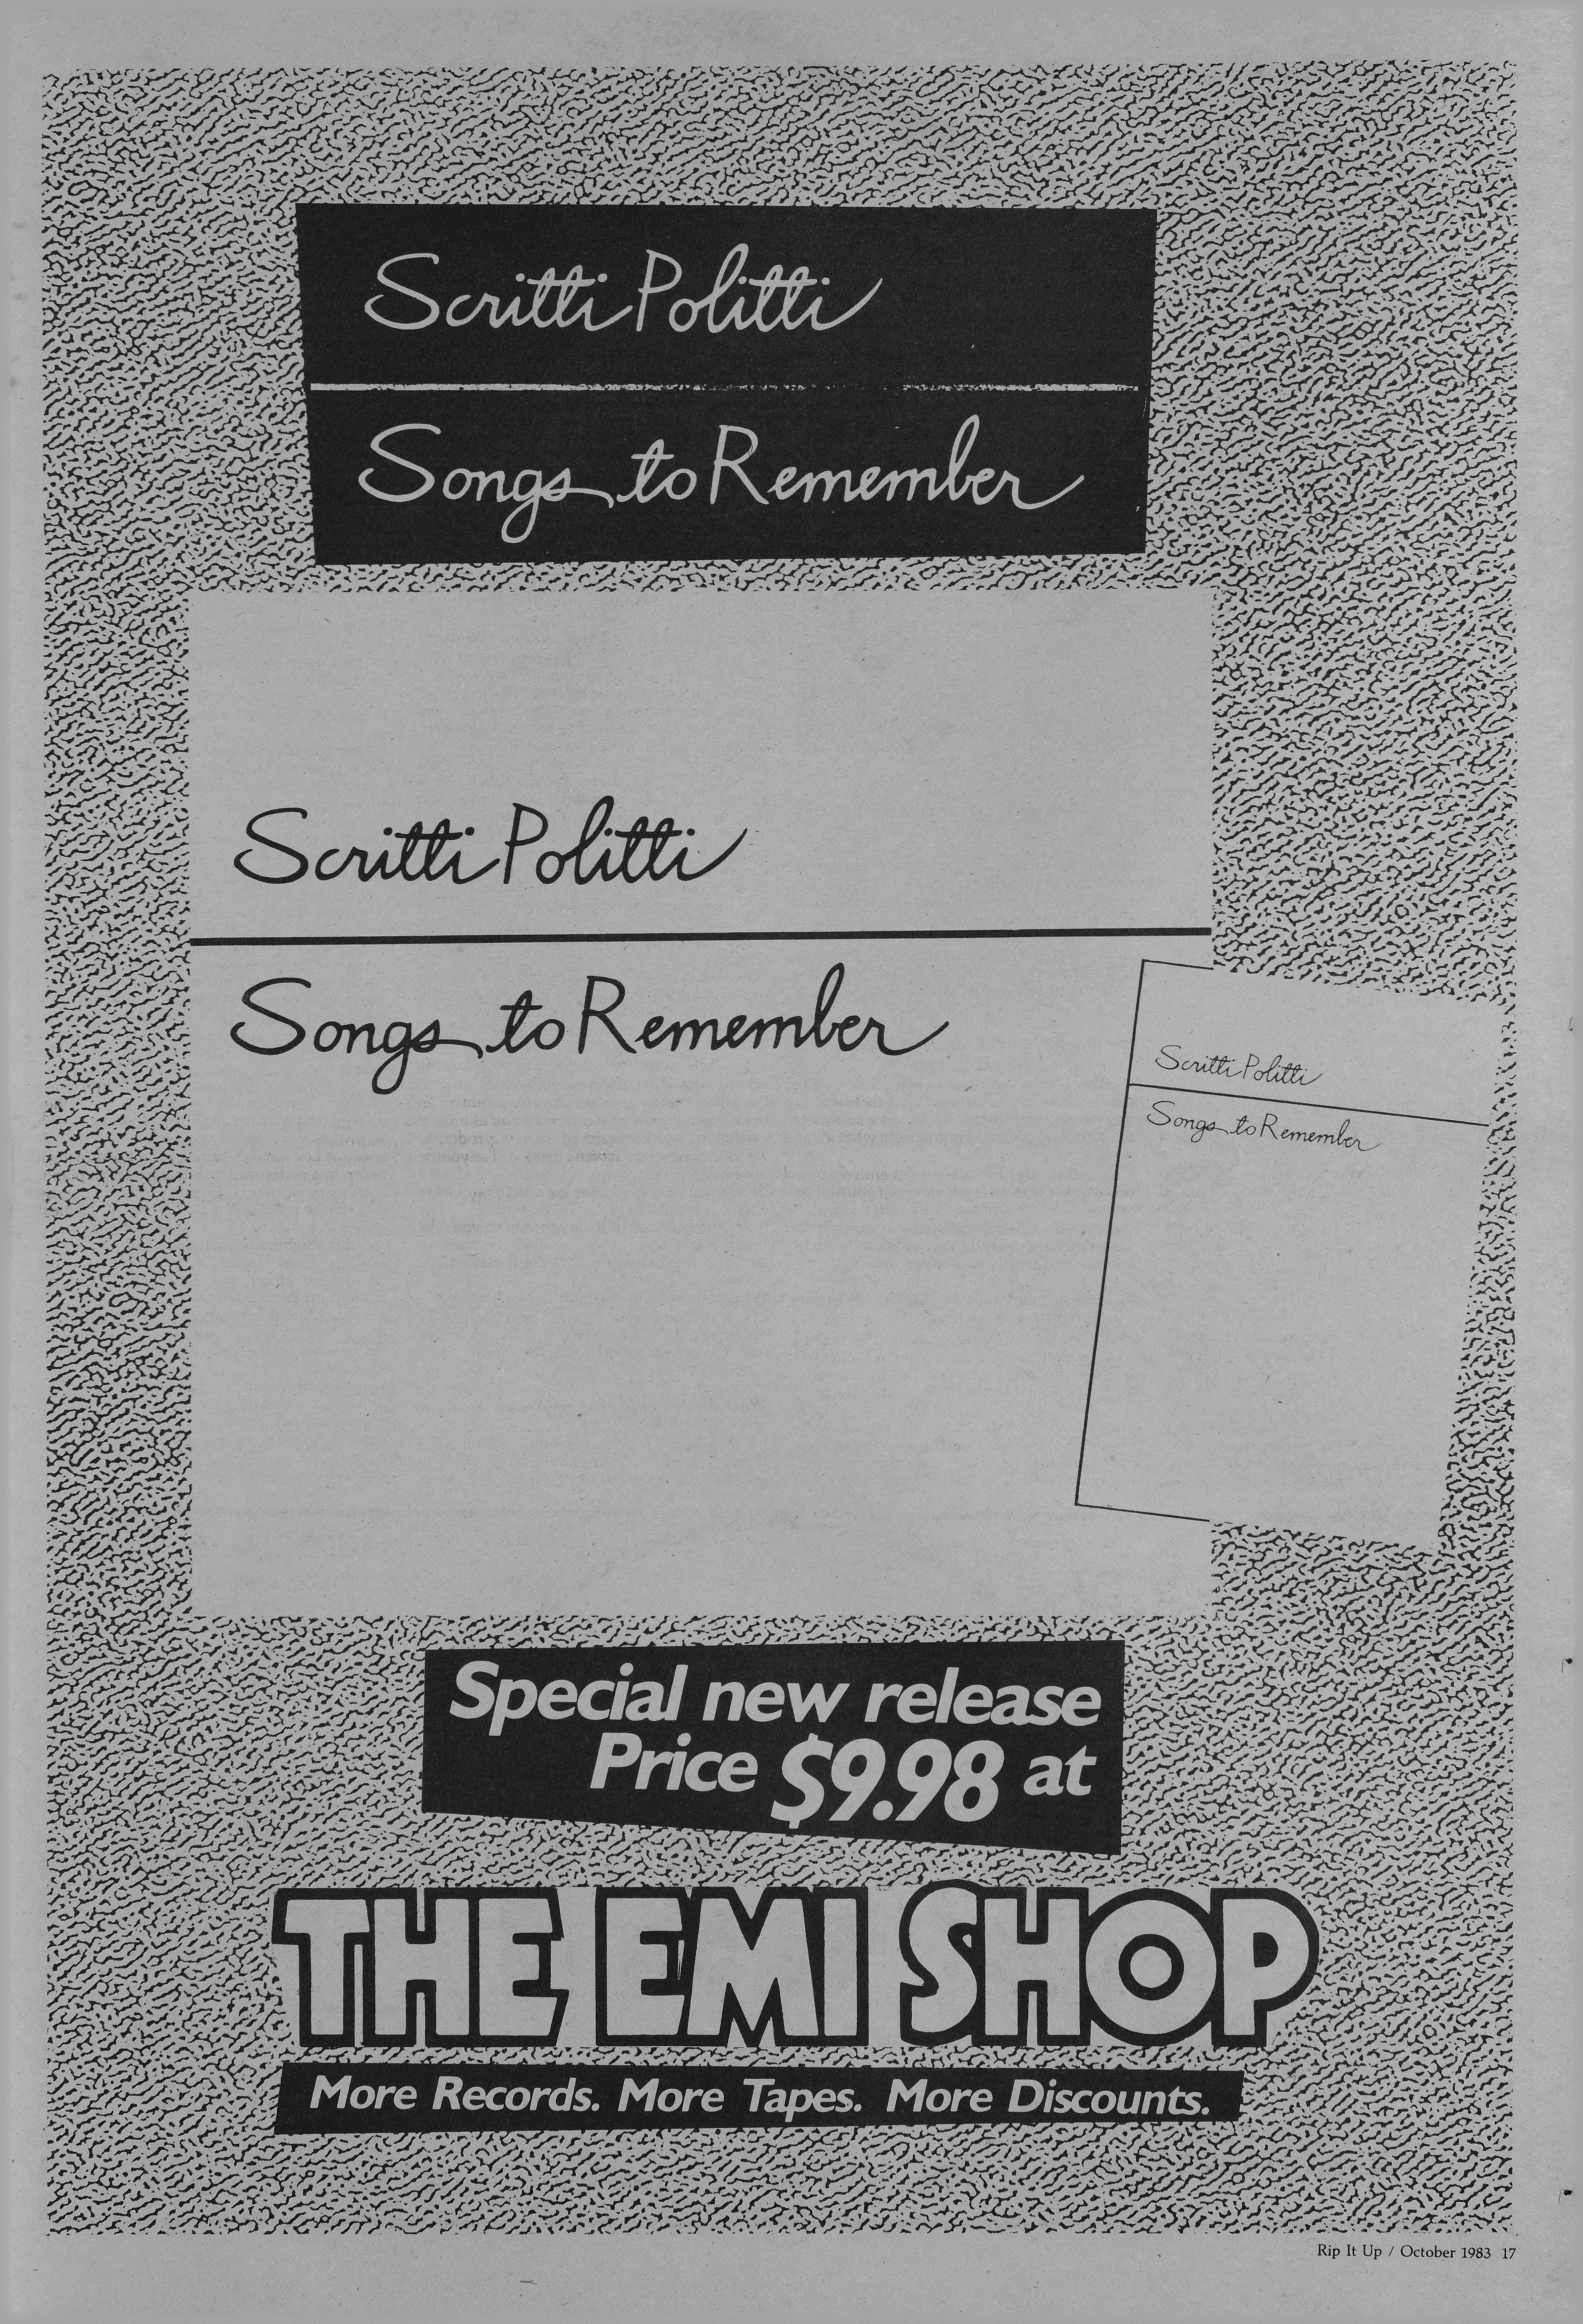 Scritti Politti
Songs to Remember
Scritti Politti
Songs to Remember
Scritti Politti
Songs to Remember
Special new release
Price $9.98 at
THE EMI SHOP
More Records. More Tapes. More Discounts.
Rip It Up / October 1983 17